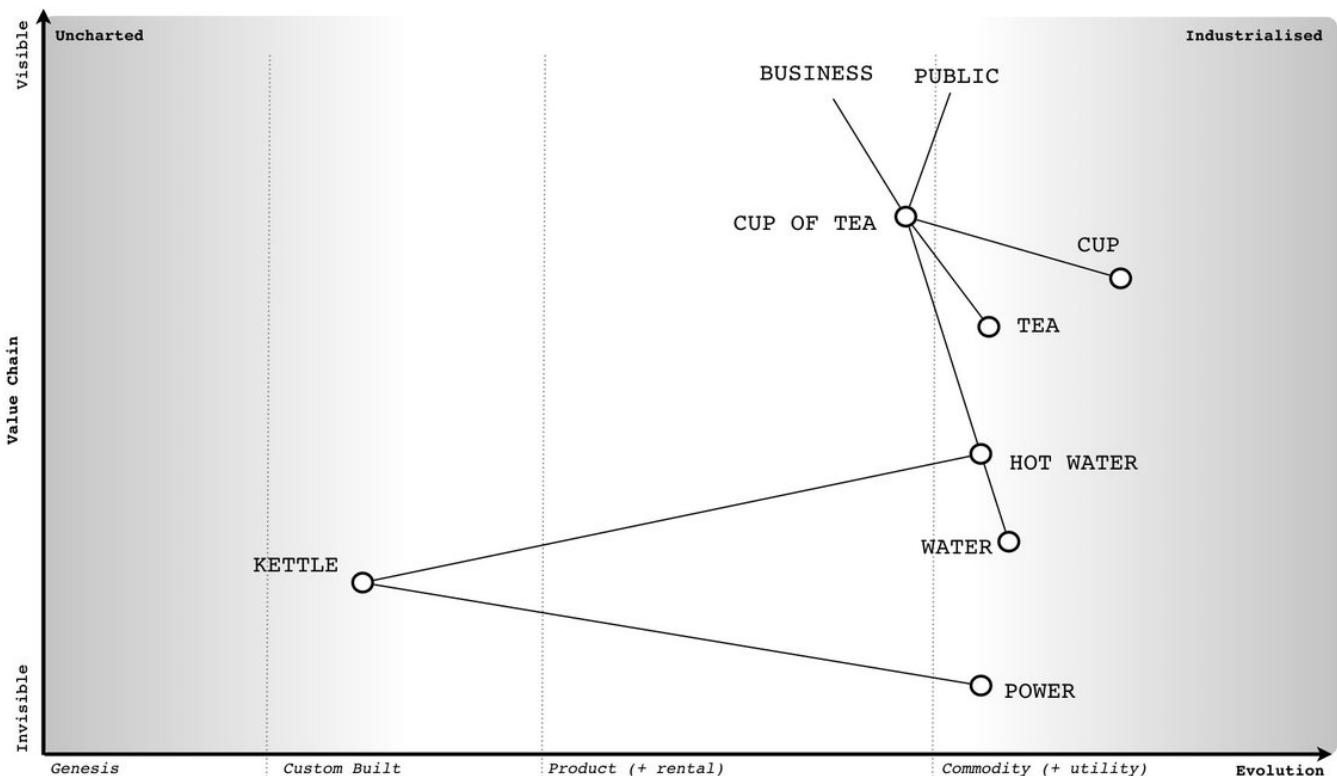 Visible
Uncharted
Industrialised
BUSINESS
PUBLIC
CUP OF TEA
CUP
TEA
Value Chain
HOT WATER
WATER
KETTLE
POWER
Invisible
Genesis
Custom Built
Product (+ rental)
Commodity (+ utility)
Evolution